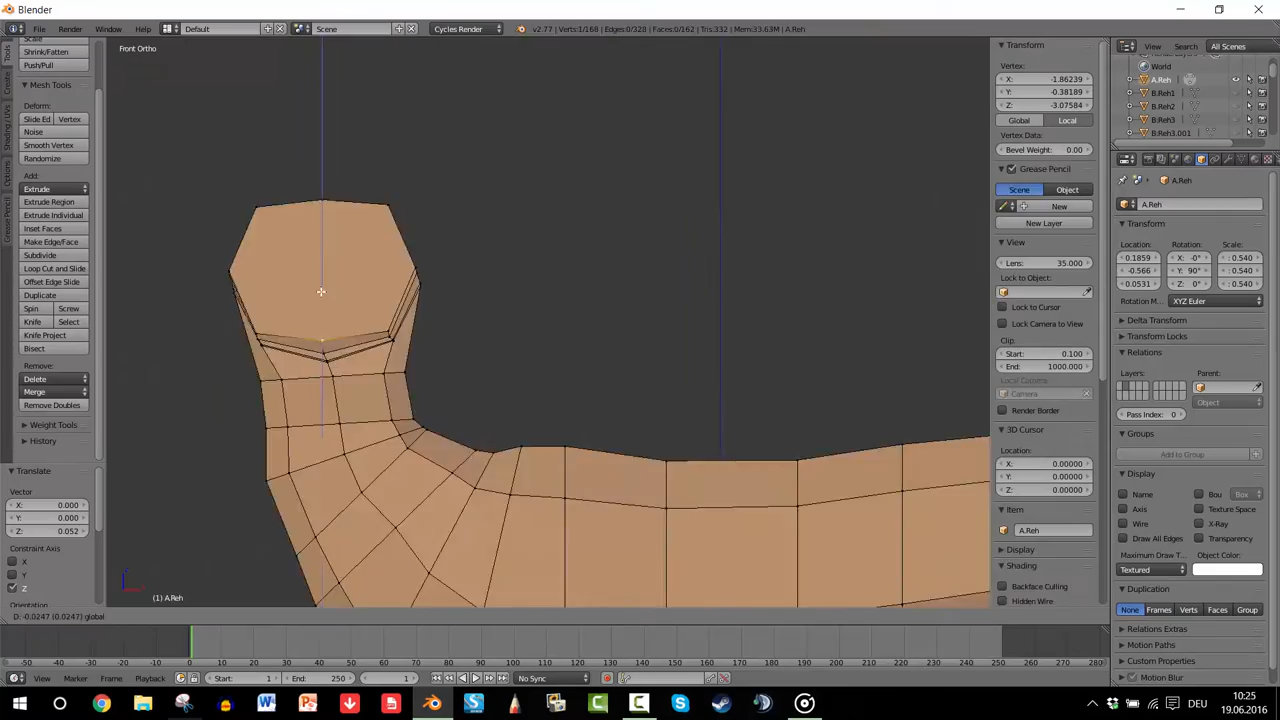 Blender
File Render Window Help Default Scene Cycles Render v2.77 | Verts:1/168 | Edges:0/328 | Faces:0/162 | Tris:332 | Mem:33.63M | A.Reh
Front Ortho
Tools
Create
Shading / UVs
Options
Grease Pencil
Scale
Shrink/Fatten
Push/Pull
Mesh Tools
Deform:
Slide Ed Vertex
Noise
Smooth Vertex
Randomize
Add:
Extrude
Extrude Region
Extrude Individual
Inset Faces
Make Edge/Face
Subdivide
Loop Cut and Slide
Offset Edge Slide
Duplicate
Spin Screw
Knife Select
Knife Project
Bisect
Remove:
Delete
Merge
Remove Doubles
Weight Tools
History
Translate
Vector
X: 0.000
Y: 0.000
Z: 0.052
Constraint Axis
X
Y
Z
Orientation
(1) A.Reh
D: -0.0247 (0.0247) global
Transform
Vertex:
X: -1.86239
Y: -0.38189
Z: -3.07584
Global Local
Vertex Data:
Bevel Weight: 0.00
Grease Pencil
Scene Object
New
New Layer
View
Lens: 35.000
Lock to Object:
Lock to Cursor
Lock Camera to View
Clip:
Start: 0.100
End: 1000.000
Local Camera
Camera
Render Border
3D Cursor
Location:
X: 0.00000
Y: 0.00000
Z: 0.00000
Item
A.Reh
Display
Shading
Backface Culling
Hidden Wire
View Search All Scenes
World
A.Reh
B.Reh1
B.Reh2
B.Reh3
B.Reh3.001
A.Reh
A.Reh
Transform
Location: Rotation: Scale:
0.1859 X: -0° :0.540
-0.566 Y: 90° :0.540
0.0531 Z: 0° :0.540
Rotation M... XYZ Euler
Delta Transform
Transform Locks
Relations
Layers: Parent:
Object
Pass Index: 0
Groups
Add to Group
Display
Name Bou Box
Axis Texture Space
Wire X-Ray
Draw All Edges Transparency
Maximum Draw T... Object Color:
Textured
Duplication
None Frames Verts Faces Group
Relations Extras
Motion Paths
Custom Properties
Motion Blur
-50 -40 -30 -20 -10 0 10 20 30 40 50 60 70 80 90 100 110 120 130 140 150 160 170 180 190 200 210 220 230 240 250 260 270 280
View Marker Frame Playback Start: 1 End: 250 1 No Sync
DEU 10:25
19.06.2016